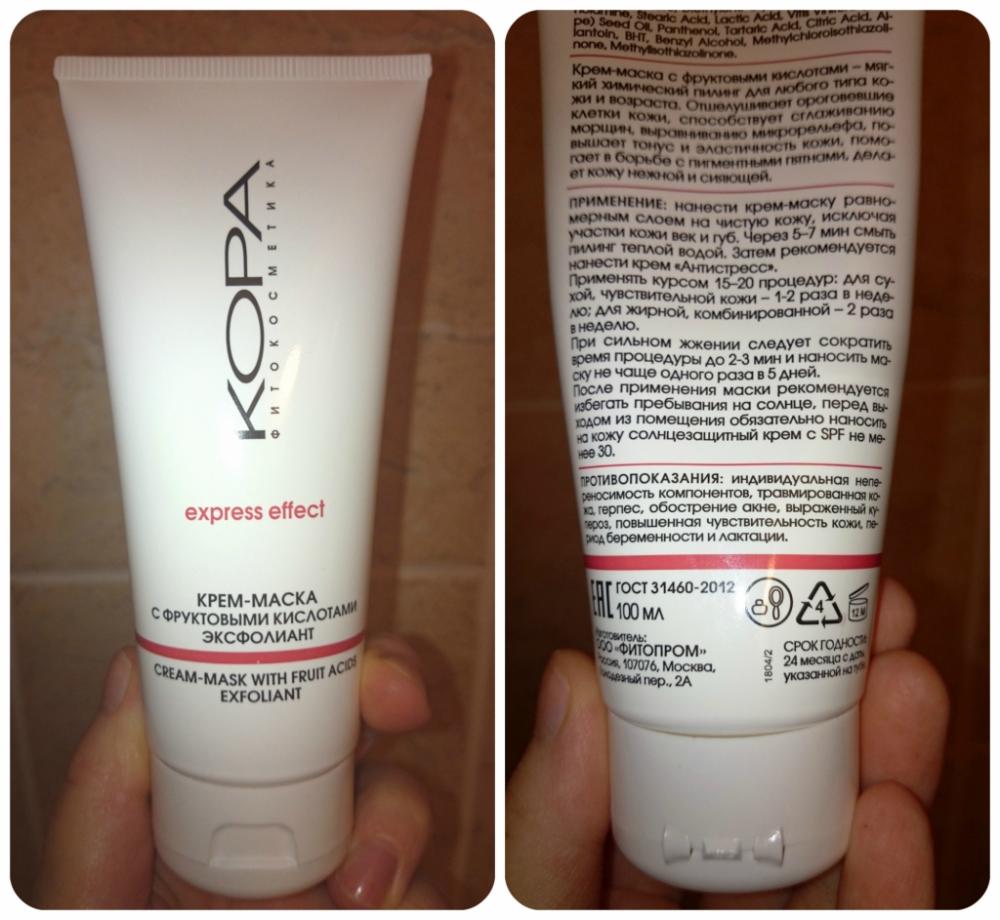 КОРА
ФИТОКОСМЕТИКА
express effect
КРЕМ-МАСКА
С ФРУКТОВЫМИ КИСЛОТАМИ
ЭКСФОЛИАНТ
CREAM-MASK WITH FRUIT ACIDS
EXFOLIANT
Stearic Acid, Lactic Acid, Vitis
pe) Seed Oil, Panthenol, Tartaric Acid, Citric Acid, Al-
lantoin, BHT, Benzyl Alcohol, Methylchloroisothiazoli-
none, Methylisothiazolinone.
Крем-маска с фруктовыми кислотами – мяг-
кий химический пилинг для любого типа ко-
жи и возраста. Отшелушивает ороговевшие
клетки кожи, способствует сглаживанию
морщин, выравниванию микрорельефа, по-
вышает тонус и эластичность кожи, помо-
гает в борьбе с пигментными пятнами, дела-
ет кожу нежной и сияющей.
ПРИМЕНЕНИЕ: нанести крем-маску равно-
мерным слоем на чистую кожу, исключая
участки кожи век и губ. Через 5–7 мин смыть
пилинг теплой водой. Затем рекомендуется
нанести крем «Антистресс».
Применять курсом 15–20 процедур: для су-
хой, чувствительной кожи – 1-2 раза в неде-
лю; для жирной, комбинированной – 2 раза
в неделю.
При сильном жжении следует сократить
время процедуры до 2-3 мин и наносить ма-
ску не чаще одного раза в 5 дней.
После применения маски рекомендуется
избегать пребывания на солнце, перед вы-
ходом из помещения обязательно наносить
на кожу солнцезащитный крем с SPF не ме-
нее 30.
ПРОТИВОПОКАЗАНИЯ: индивидуальная непе-
реносимость компонентов, травмированная ко-
жа, герпес, обострение акне, выраженный ку-
пероз, повышенная чувствительность кожи, пе-
риод беременности и лактации.
ЕАС ГОСТ 31460-2012
100 МЛ
4
12 М
Изготовитель:
ООО «ФИТОПРОМ»
Россия, 107076, Москва,
пер., 2А
1804/2
СРОК ГОДНОСТИ:
24 месяца с даты,
указанной на тубе